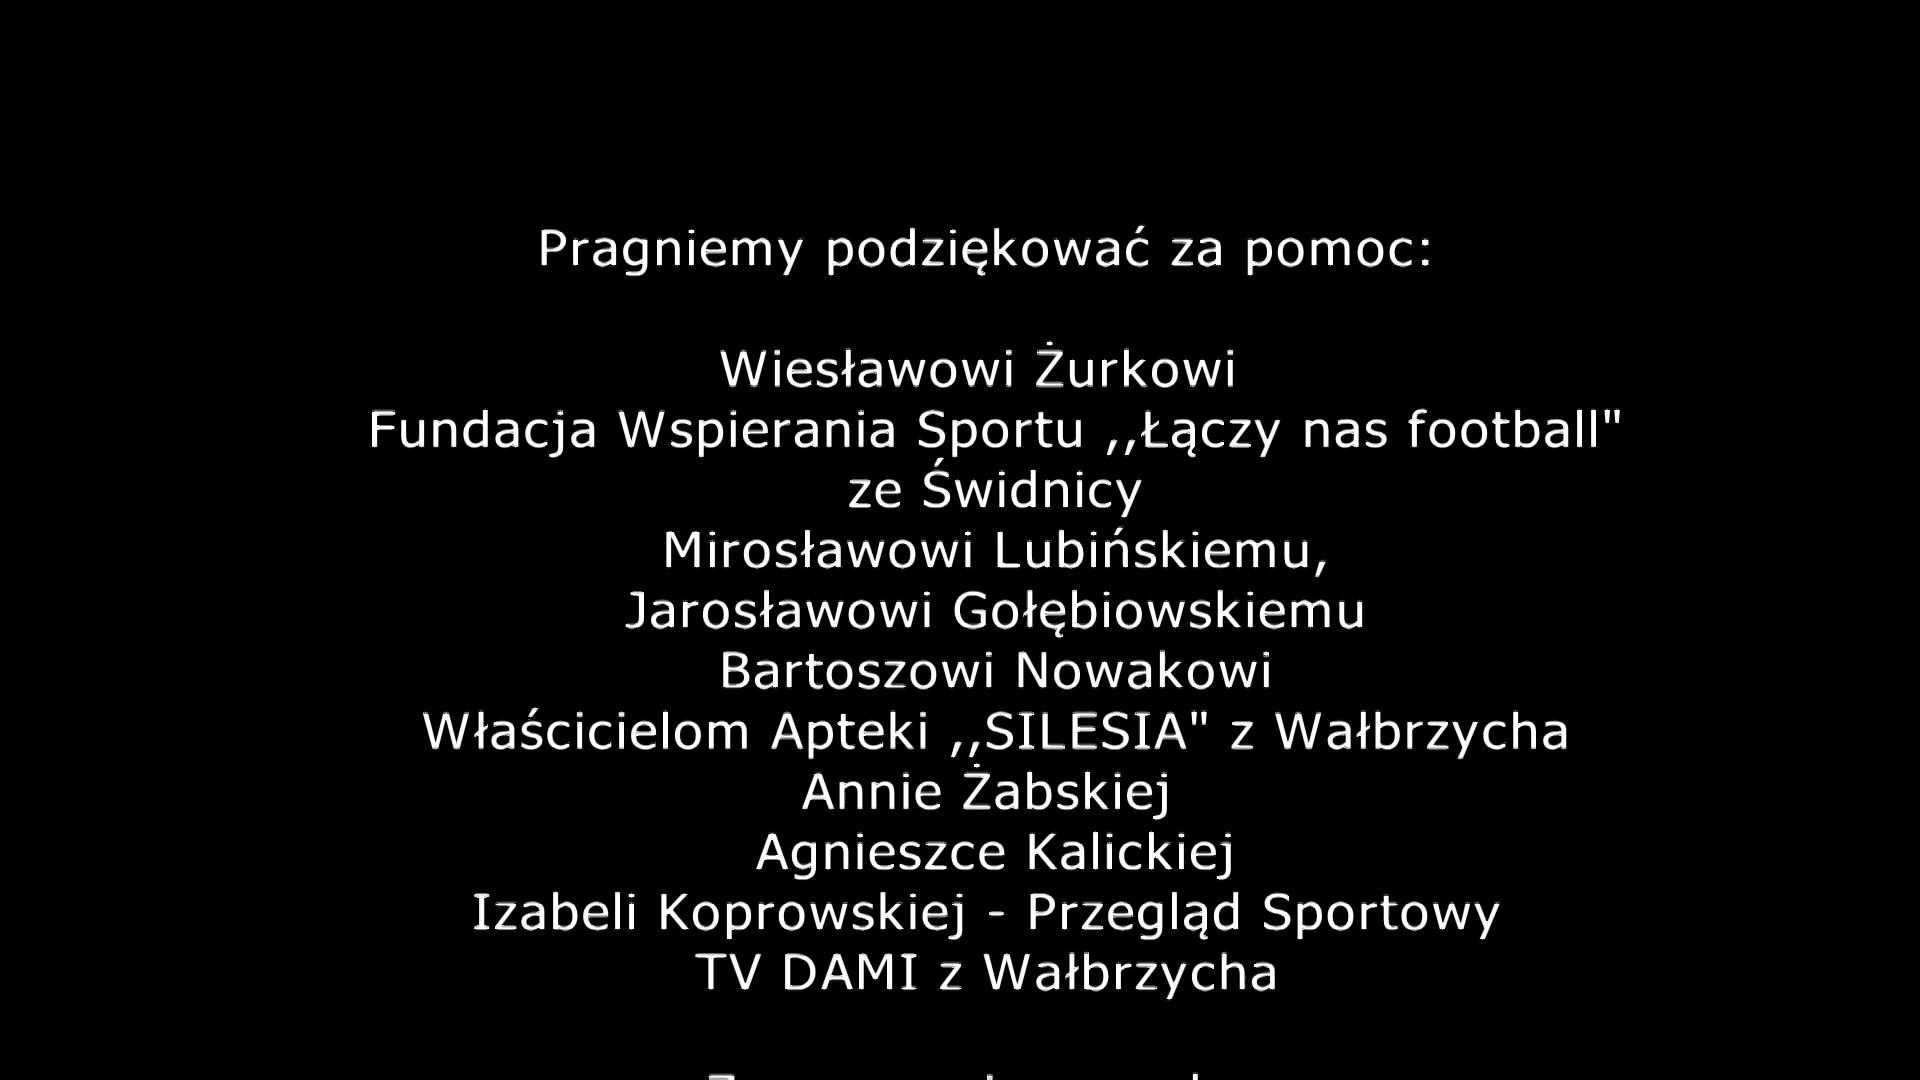 Pragniemy podziękować za pomoc:
Wiesławowi Żurkowi
Fundacja Wspierania Sportu ,,Łączy nas football"
ze Świdnicy
Mirosławowi Lubińskiemu,
Jarosławowi Gołębiowskiemu
Bartoszowi Nowakowi
Właścicielom Apteki ,,SILESIA" z Wałbrzycha
Annie Żabskiej
Agnieszce Kalickiej
Izabeli Koprowskiej - Przegląd Sportowy
TV DAMI z Wałbrzycha